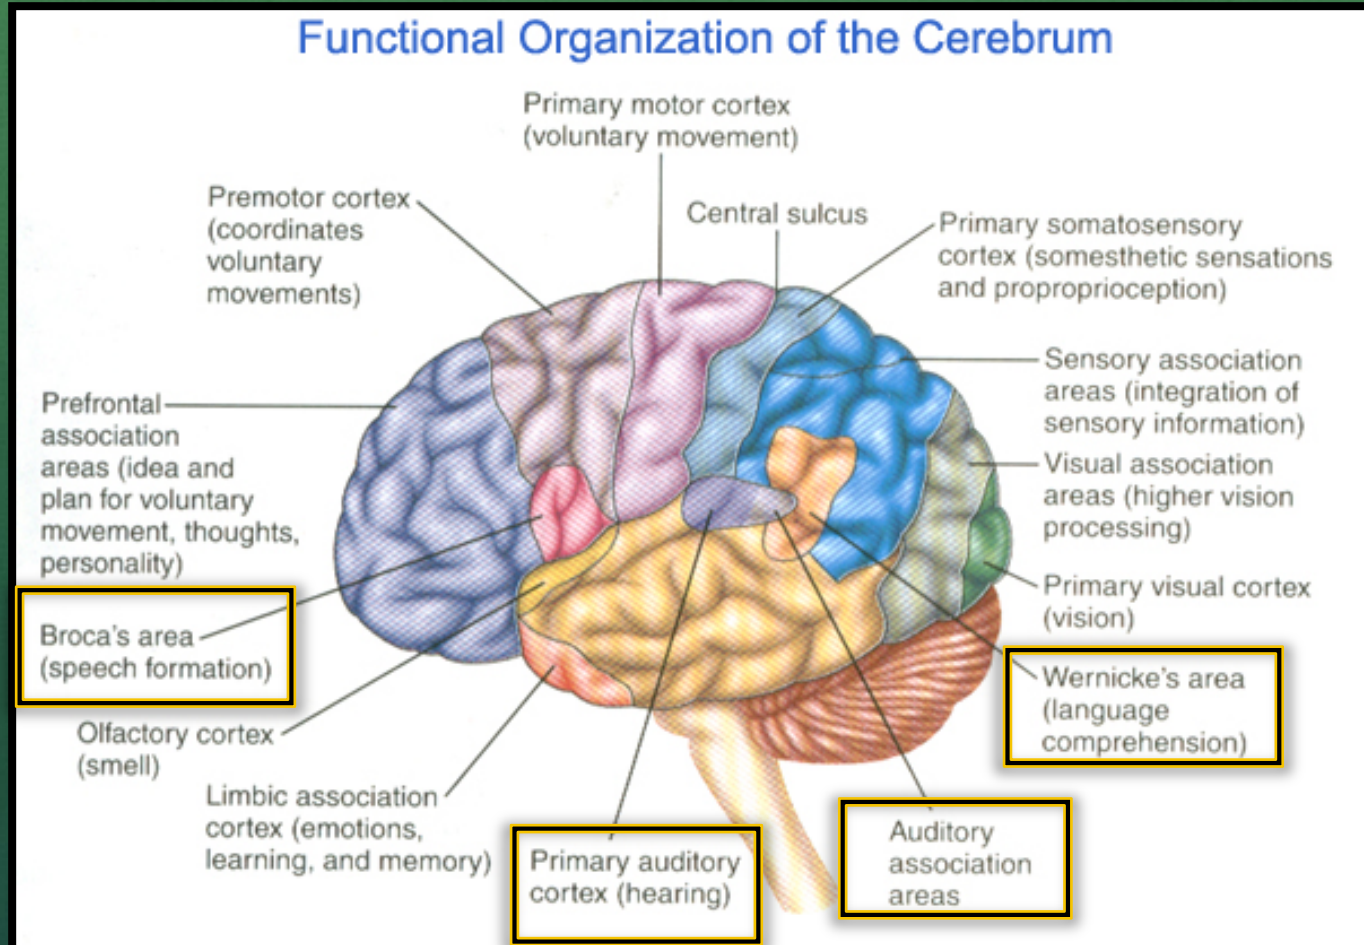 Functional Organization of the Cerebrum
Primary motor cortex
(voluntary movement)
Premotor cortex
(coordinates
voluntary
movements)
Central sulcus
Primary somatosensory
cortex (somesthetic sensations
and proproprioception)
Sensory association
areas (integration of
sensory information)
Prefrontal
association
areas (idea and
plan for voluntary
movement, thoughts,
personality)
Visual association
areas (higher vision
processing)
Primary visual cortex
(vision)
Broca's area
(speech formation)
Wernicke's area
(language
comprehension)
Olfactory cortex
(smell)
Limbic association
cortex (emotions,
learning, and memory)
Primary auditory
cortex (hearing)
Auditory
association
areas